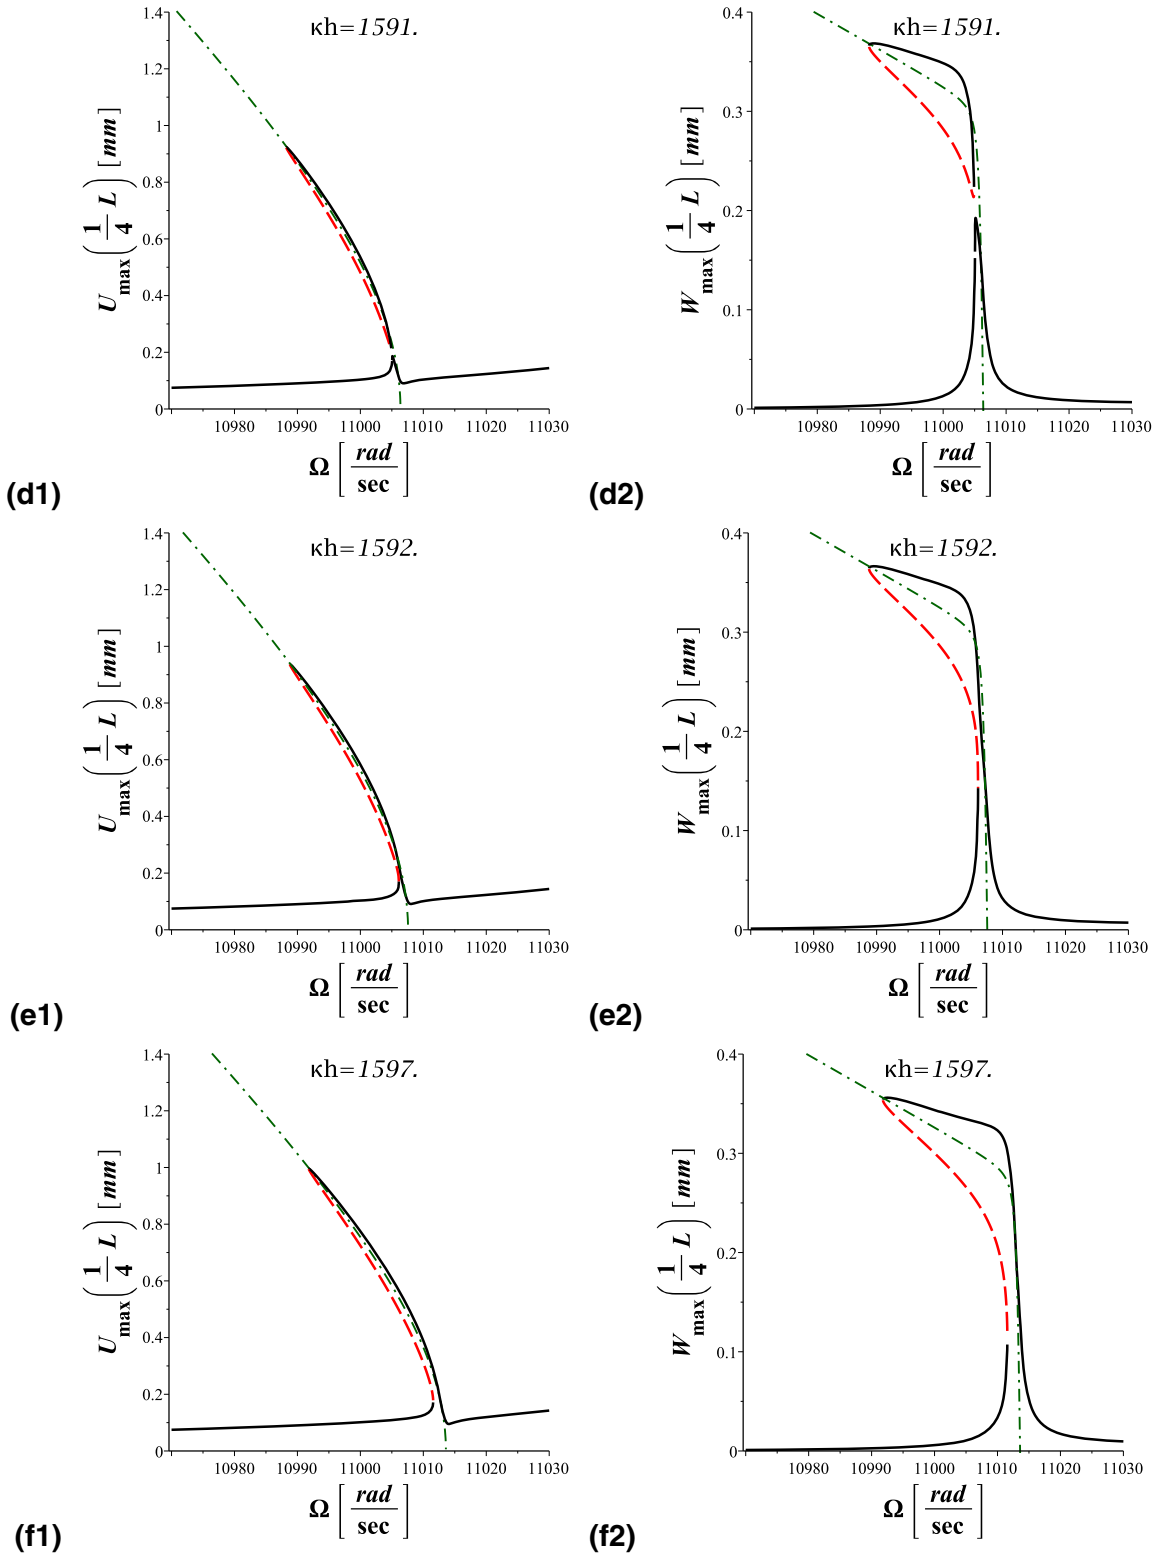 κh=1591.
1.4
1.2
1
0.8
0.6
0.4
0.2
0
U_max(1/4 L) [mm]
10980 10990 11000 11010 11020 11030
Ω [rad/sec]
(d1)
κh=1591.
0.4
0.3
0.2
0.1
0
W_max(1/4 L) [mm]
10980 10990 11000 11010 11020 11030
Ω [rad/sec]
(d2)
κh=1592.
1.4
1.2
1
0.8
0.6
0.4
0.2
0
U_max(1/4 L) [mm]
10980 10990 11000 11010 11020 11030
Ω [rad/sec]
(e1)
κh=1592.
0.4
0.3
0.2
0.1
0
W_max(1/4 L) [mm]
10980 10990 11000 11010 11020 11030
Ω [rad/sec]
(e2)
κh=1597.
1.4
1.2
1
0.8
0.6
0.4
0.2
0
U_max(1/4 L) [mm]
10980 10990 11000 11010 11020 11030
Ω [rad/sec]
(f1)
κh=1597.
0.4
0.3
0.2
0.1
0
W_max(1/4 L) [mm]
10980 10990 11000 11010 11020 11030
Ω [rad/sec]
(f2)